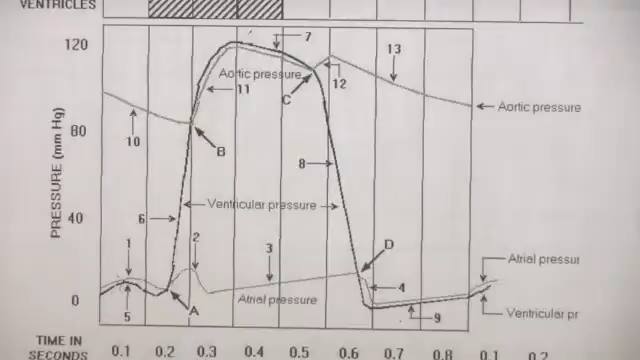 VENTRICLES
120
7
13
Aortic pressure
11
12
C
Aortic pressure
10
80
B
8
PRESSURE (mm Hg)
Ventricular pressure
6
40
1
2
3
D
Atrial pressur
4
Atrial pressure
0
5
A
9
Ventricular pr
TIME IN
SECONDS
0.1 0.2 0.3 0.4 0.5 0.6 0.7 0.8 0.1 0.2